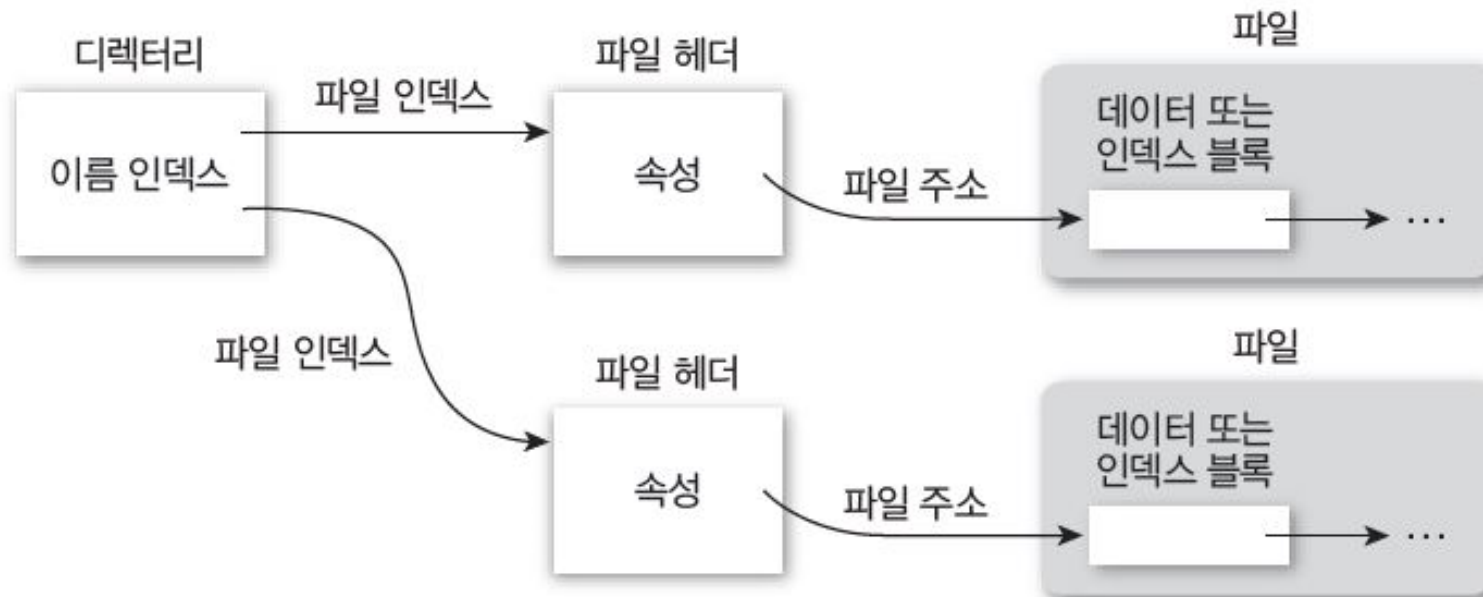 디렉터리
파일 인덱스
이름 인덱스
파일 헤더
속성
파일 주소
파일
데이터 또는
인덱스 블록
...
파일 인덱스
파일 헤더
속성
파일 주소
파일
데이터 또는
인덱스 블록
...